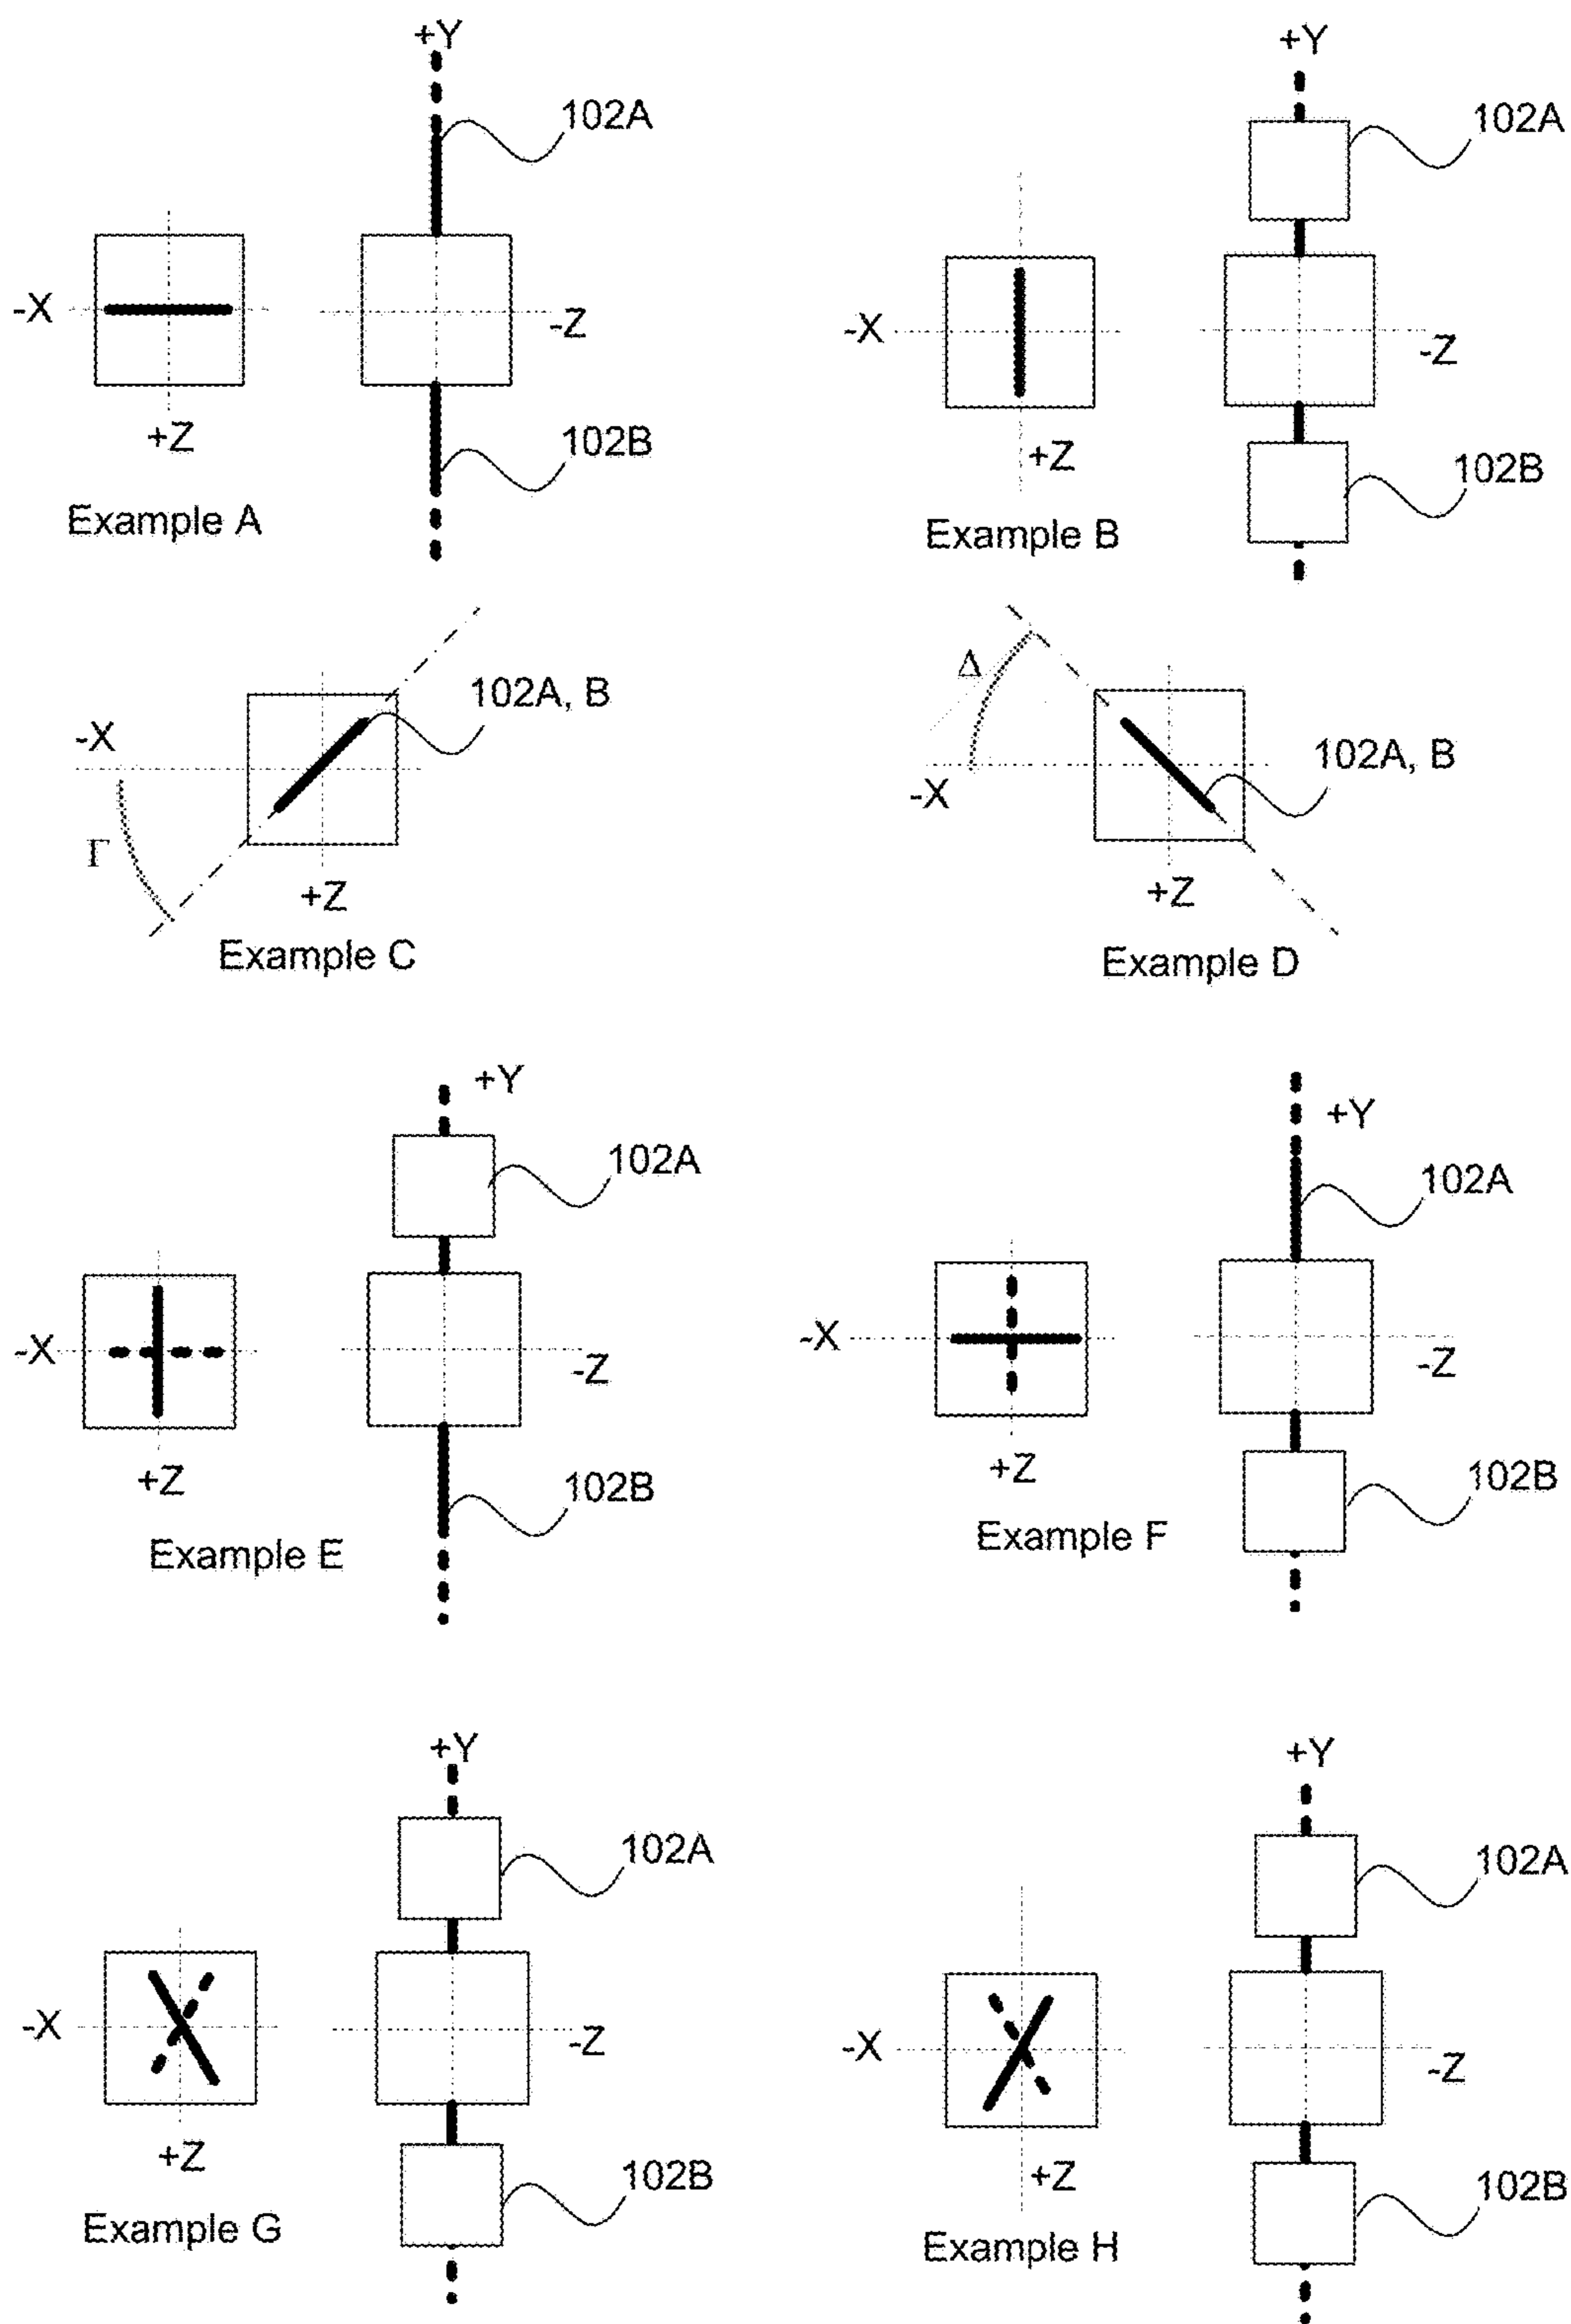 +Y
102A
-X
-Z
+Z
102B
Example A
+Y
102A
-X
-Z
+Z
102B
Example B
102A, B
-X
Γ
+Z
Example C
Δ
102A, B
-X
+Z
Example D
+Y
102A
-X
-Z
+Z
102B
Example E
+Y
102A
-X
-Z
+Z
102B
Example F
+Y
102A
-X
-Z
+Z
102B
Example G
+Y
102A
-X
-Z
+Z
102B
Example H